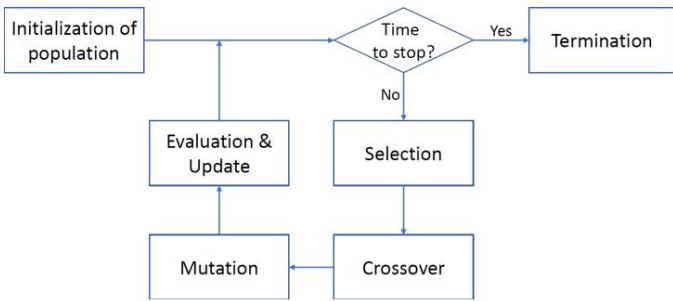 Initialization of
population
Time
to stop?
Yes
Termination
No
Evaluation &
Update
Selection
Mutation
Crossover